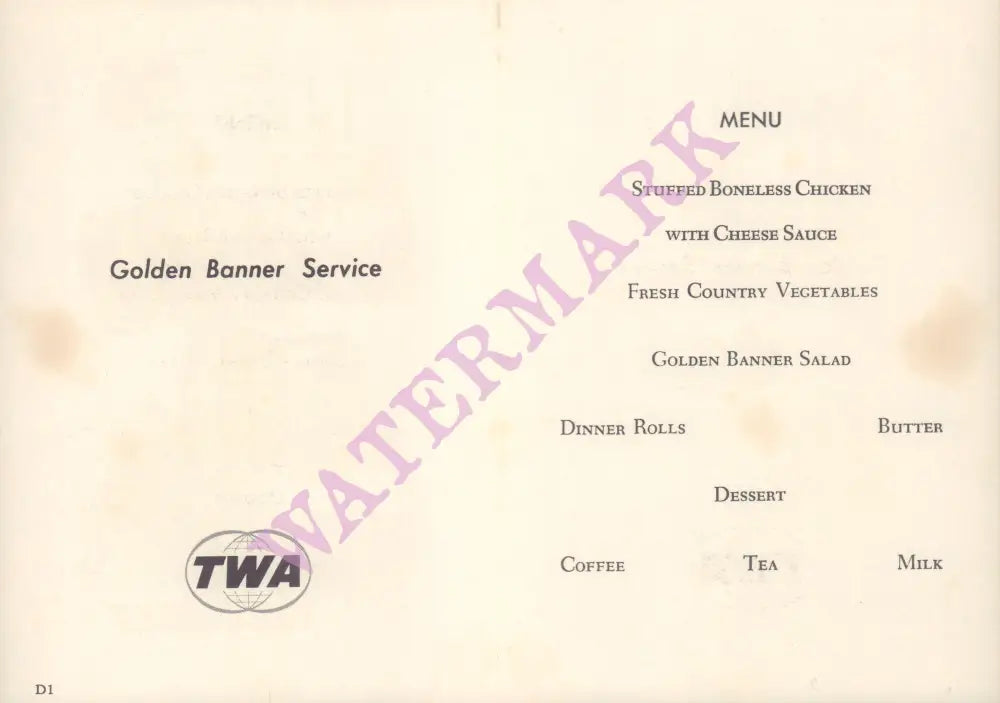 Golden Banner Service
TWA
D1
MENU
STUFFED BONELESS CHICKEN
WITH CHEESE SAUCE
FRESH COUNTRY VEGETABLES
GOLDEN BANNER SALAD
DINNER ROLLS BUTTER
DESSERT
COFFEE TEA MILK
WATERMARK